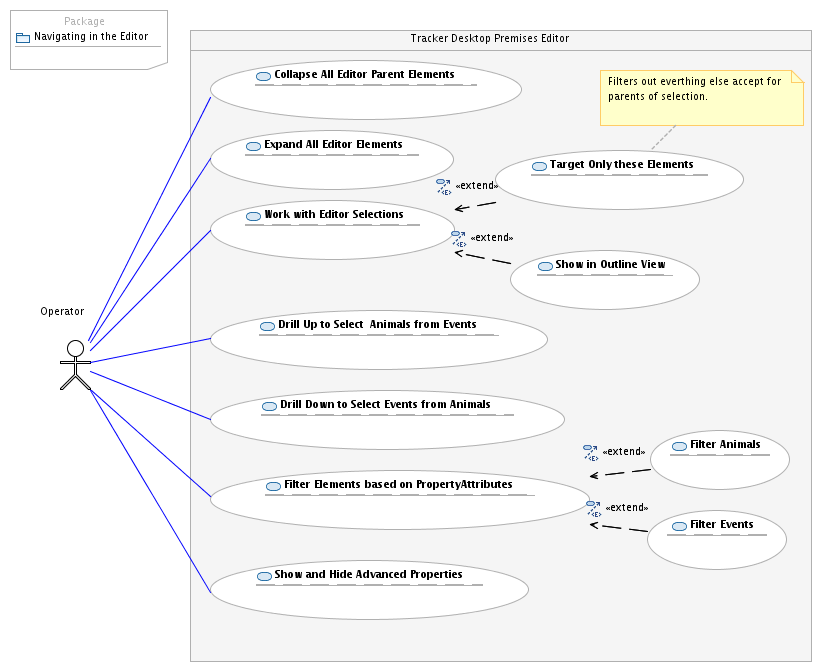 Package
Navigating in the Editor
Tracker Desktop Premises Editor
Collapse All Editor Parent Elements
Filters out everthing else accept for
parents of selection.
Expand All Editor Elements
Target Only these Elements
«extend»
<E>
Work with Editor Selections
«extend»
<E>
Show in Outline View
Operator
Drill Up to Select Animals from Events
Drill Down to Select Events from Animals
Filter Animals
«extend»
<E>
Filter Elements based on PropertyAttributes
«extend»
<E>
Filter Events
Show and Hide Advanced Properties